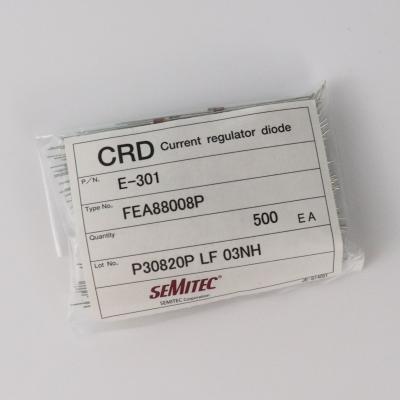 CRD Current regulator diode
P/N. E-301
Type No. FEA88008P
Quantity 500 EA
Lot No. P30820P LF 03NH
SEMITEC®
SEMITEC Corporation